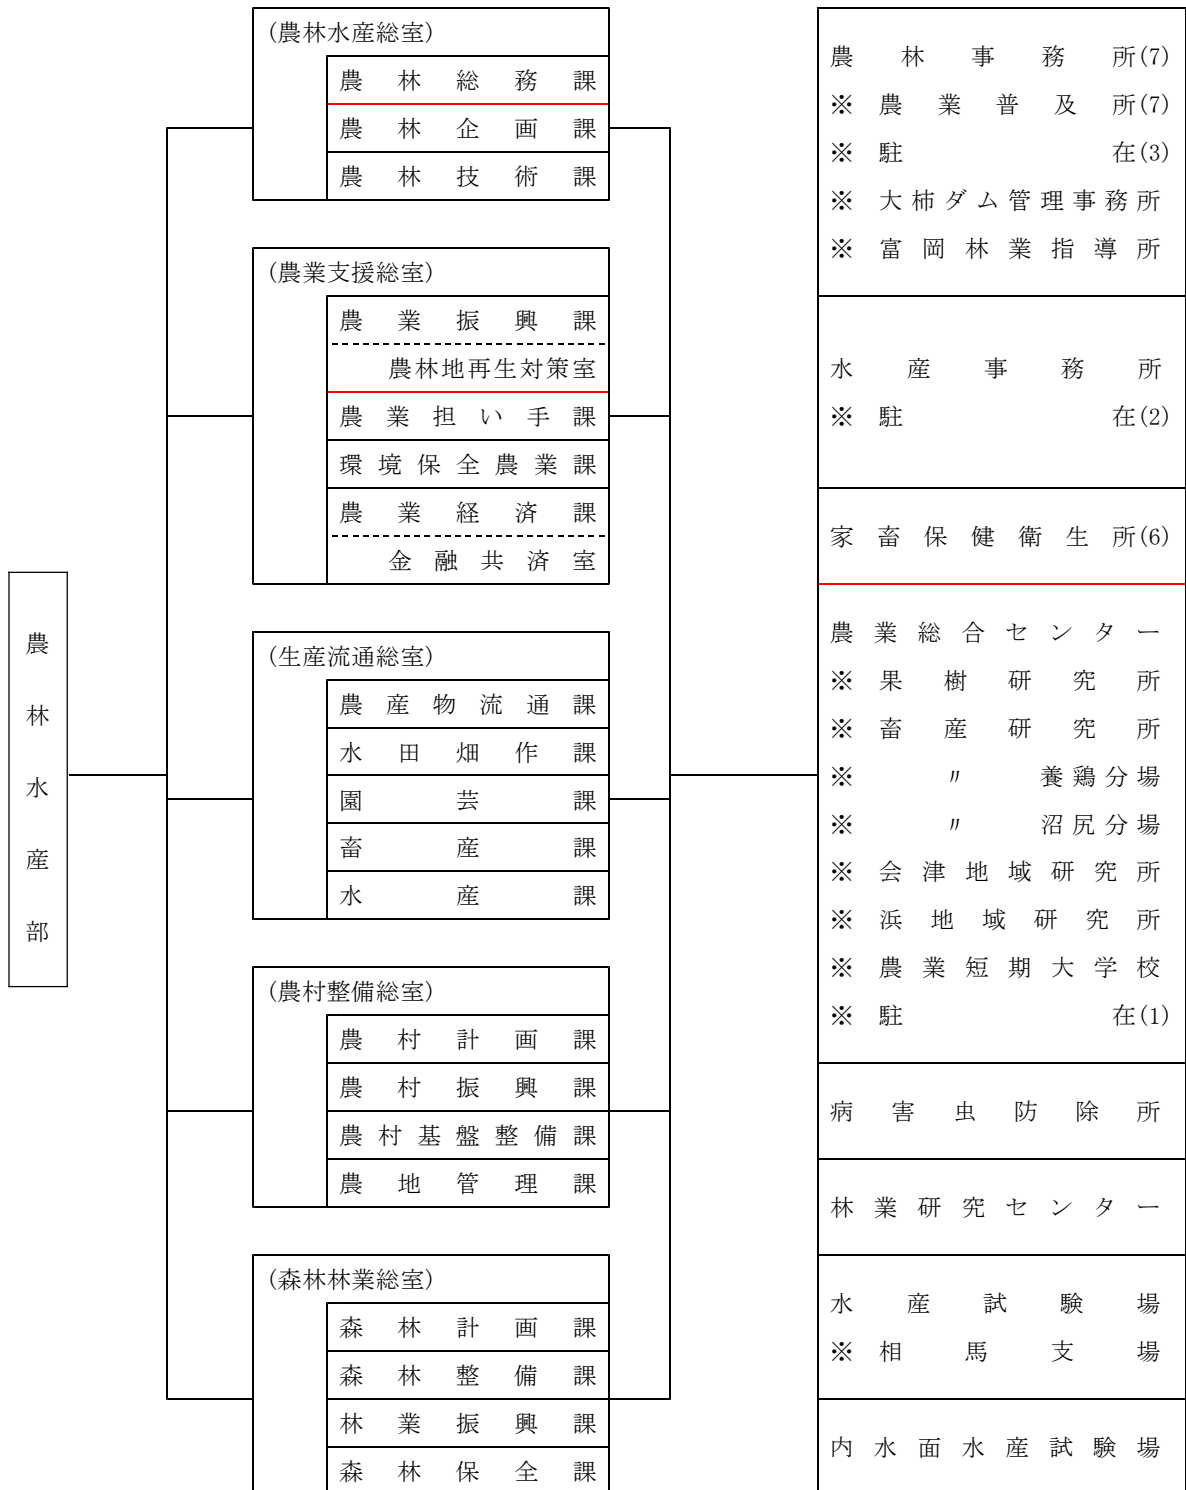 農林水産部
(農林水産総室)
農林総務課
農林企画課
農林技術課
(農業支援総室)
農業振興課
農林地再生対策室
農業担い手課
環境保全農業課
農業経済課
金融共済室
(生産流通総室)
農産物流通課
水田畑作課
園芸課
畜産課
水産課
(農村整備総室)
農村計画課
農村振興課
農村基盤整備課
農地管理課
(森林林業総室)
森林計画課
森林整備課
林業振興課
森林保全課
農林事務所(7)
※ 農業普及所(7)
※ 駐在(3)
※ 大柿ダム管理事務所
※ 富岡林業指導所
水産事務所
※ 駐在(2)
家畜保健衛生所(6)
農業総合センター
※ 果樹研究所
※ 畜産研究所
※ 〃 養鶏分場
※ 〃 沼尻分場
※ 会津地域研究所
※ 浜地域研究所
※ 農業短期大学校
※ 駐在(1)
病害虫防除所
林業研究センター
水産試験場
※ 相馬支場
内水面水産試験場